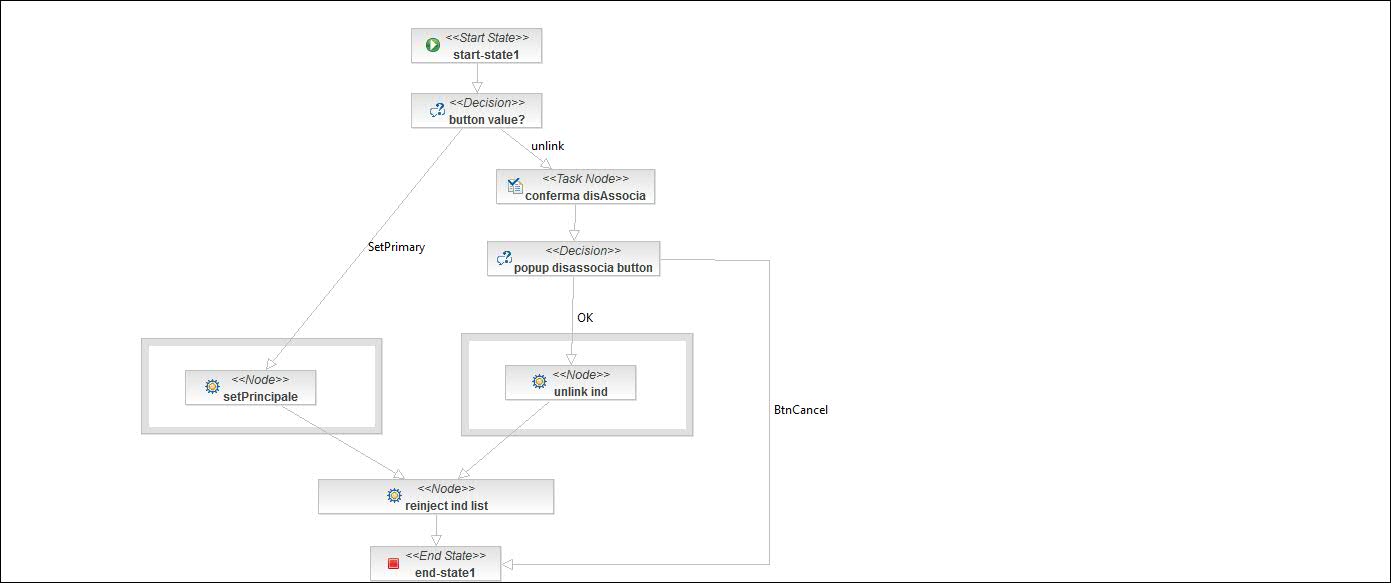 <<Start State>>
start-state1
<<Decision>>
button value?
unlink
<<Task Node>>
conferma disAssocia
SetPrimary
<<Decision>>
popup disassocia button
OK
<<Node>>
setPrincipale
<<Node>>
unlink ind
BtnCancel
<<Node>>
reinject ind list
<<End State>>
end-state1